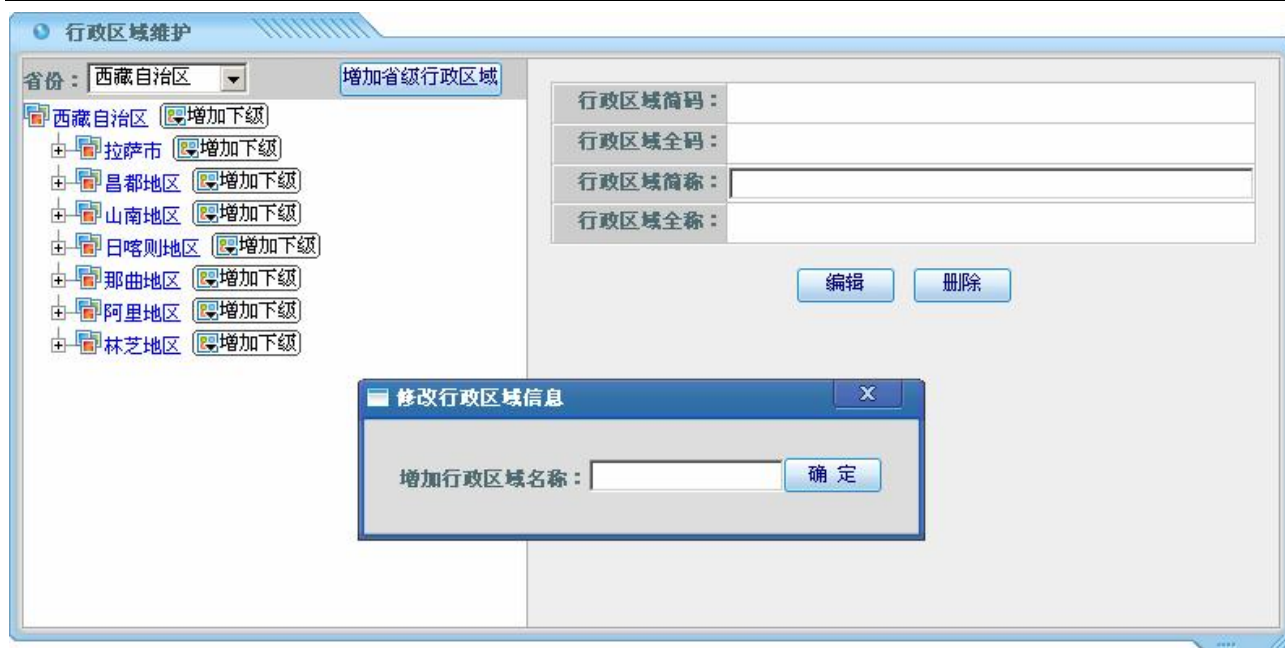 行政区域维护
省份：西藏自治区 增加省级行政区域
西藏自治区 增加下级
拉萨市 增加下级
昌都地区 增加下级
山南地区 增加下级
日喀则地区 增加下级
那曲地区 增加下级
阿里地区 增加下级
林芝地区 增加下级
行政区域简码：
行政区域全码：
行政区域简称：
行政区域全称：
编辑 删除
修改行政区域信息 X
增加行政区域名称： 确 定